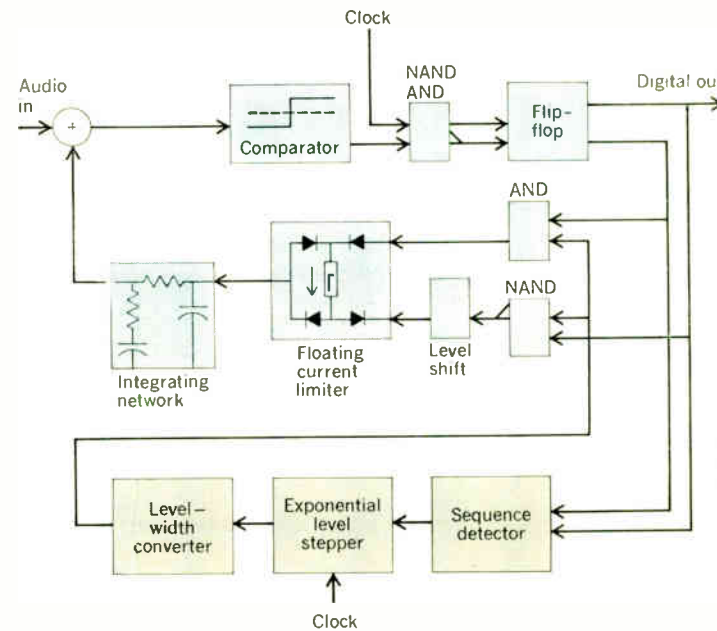 Clock
Audio
in
+
NAND
AND
Digital ou
Comparator
Flip-
flop
AND
NAND
Integrating
network
Floating
current
limiter
Level
shift
Level-
width
converter
Exponential
level
stepper
Sequence
detector
Clock